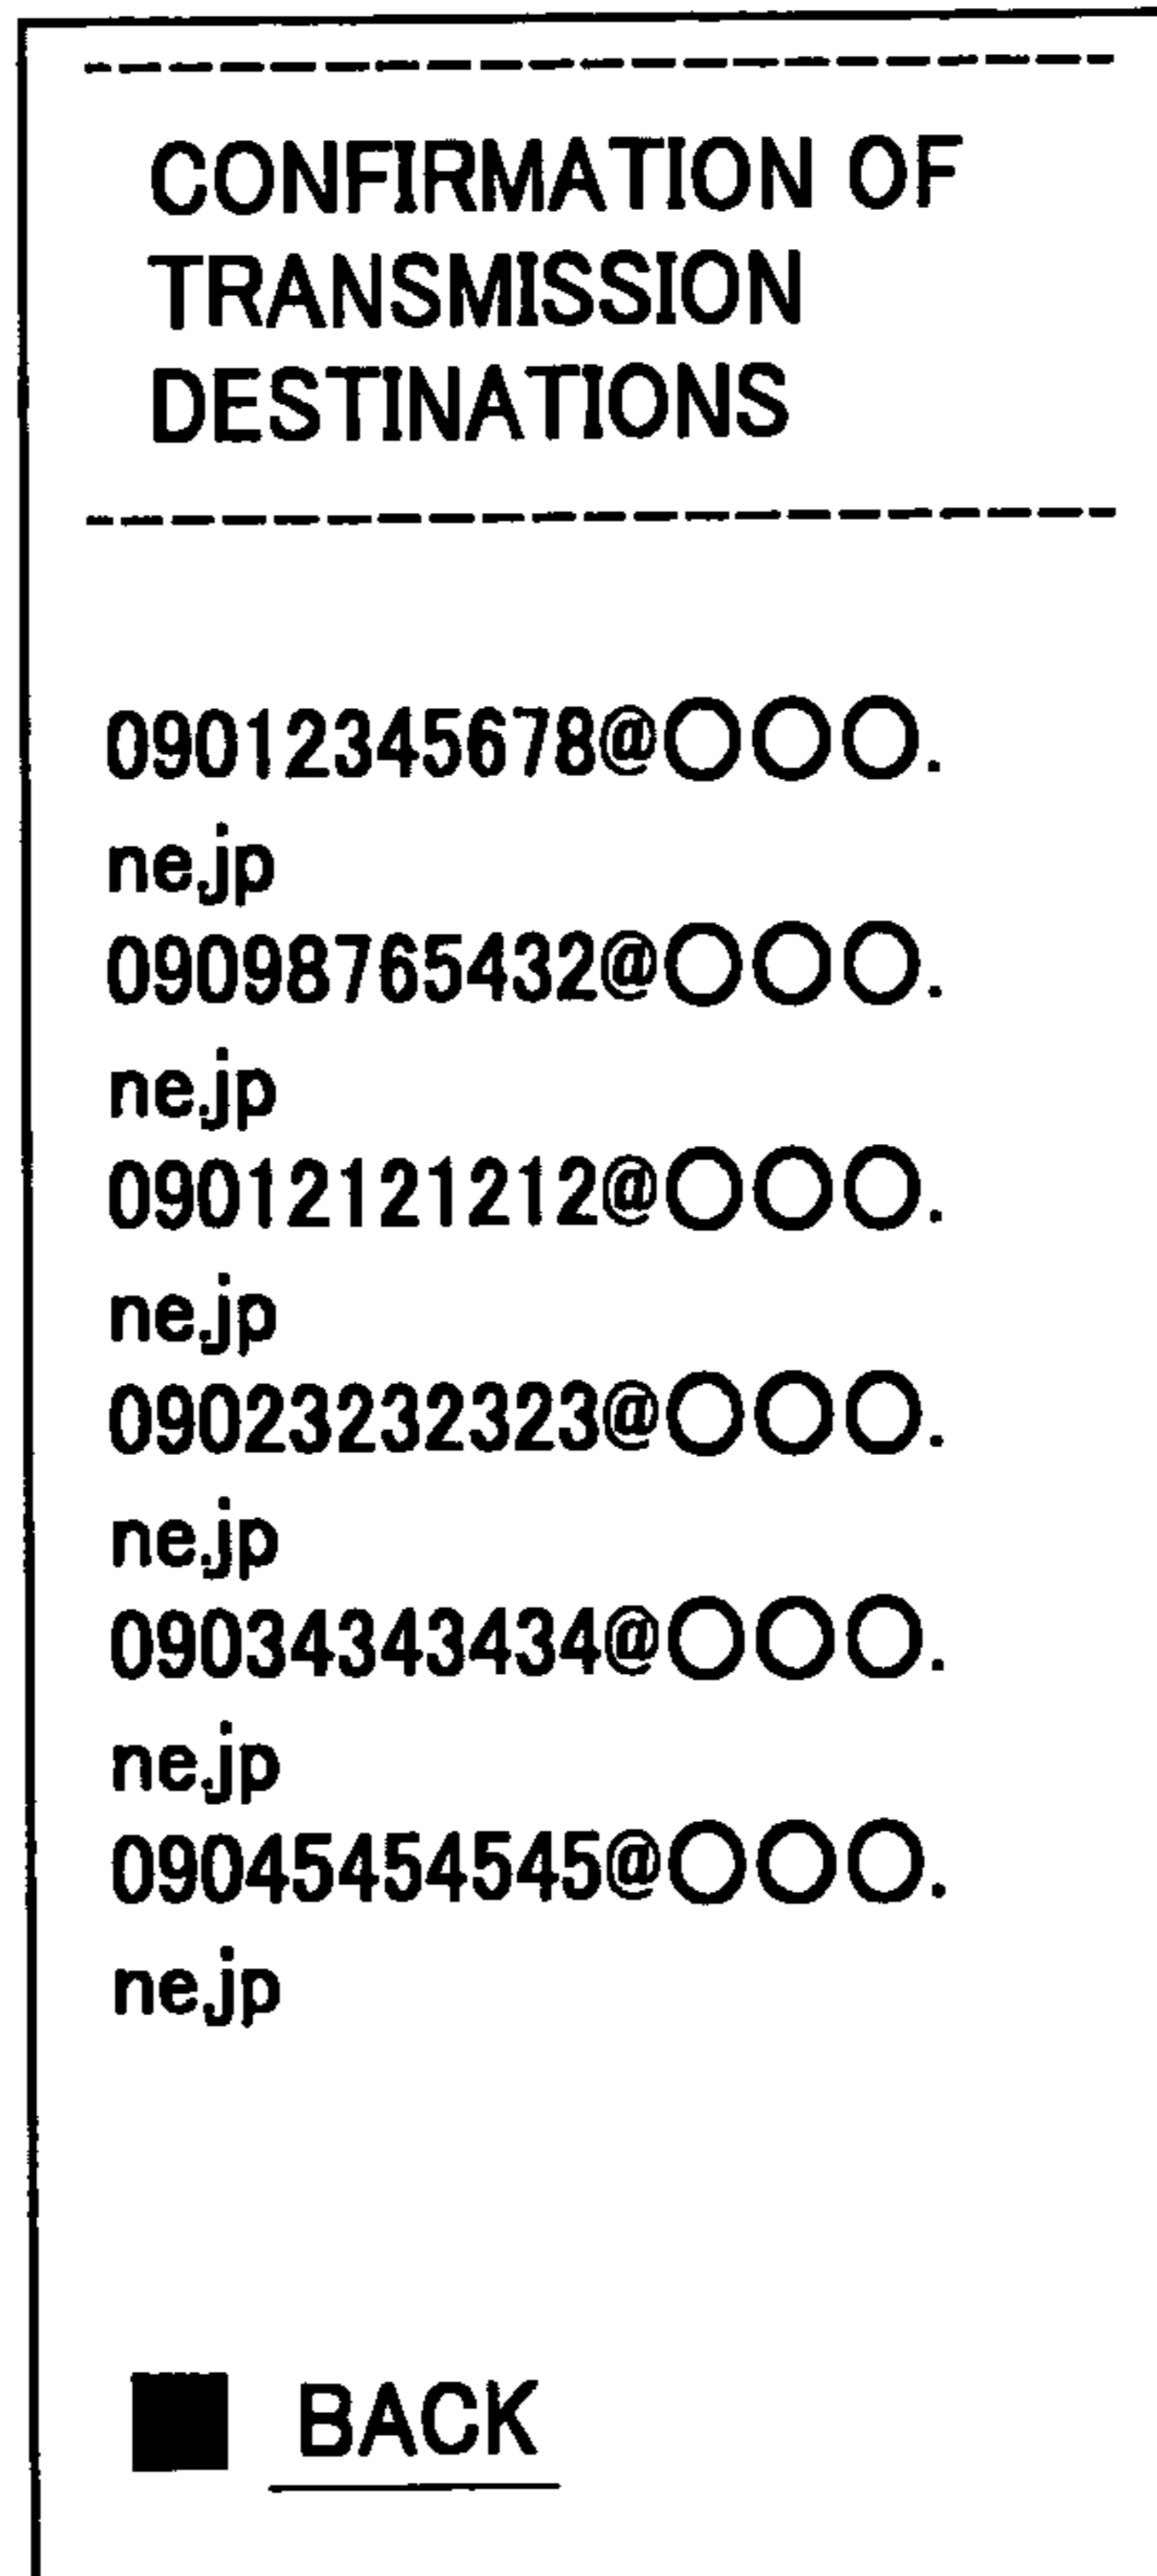 CONFIRMATION OF
TRANSMISSION
DESTINATIONS
09012345678@○○○.
ne.jp
09098765432@○○○.
ne.jp
09012121212@○○○.
ne.jp
09023232323@○○○.
ne.jp
09034343434@○○○.
ne.jp
09045454545@○○○.
ne.jp
■ BACK